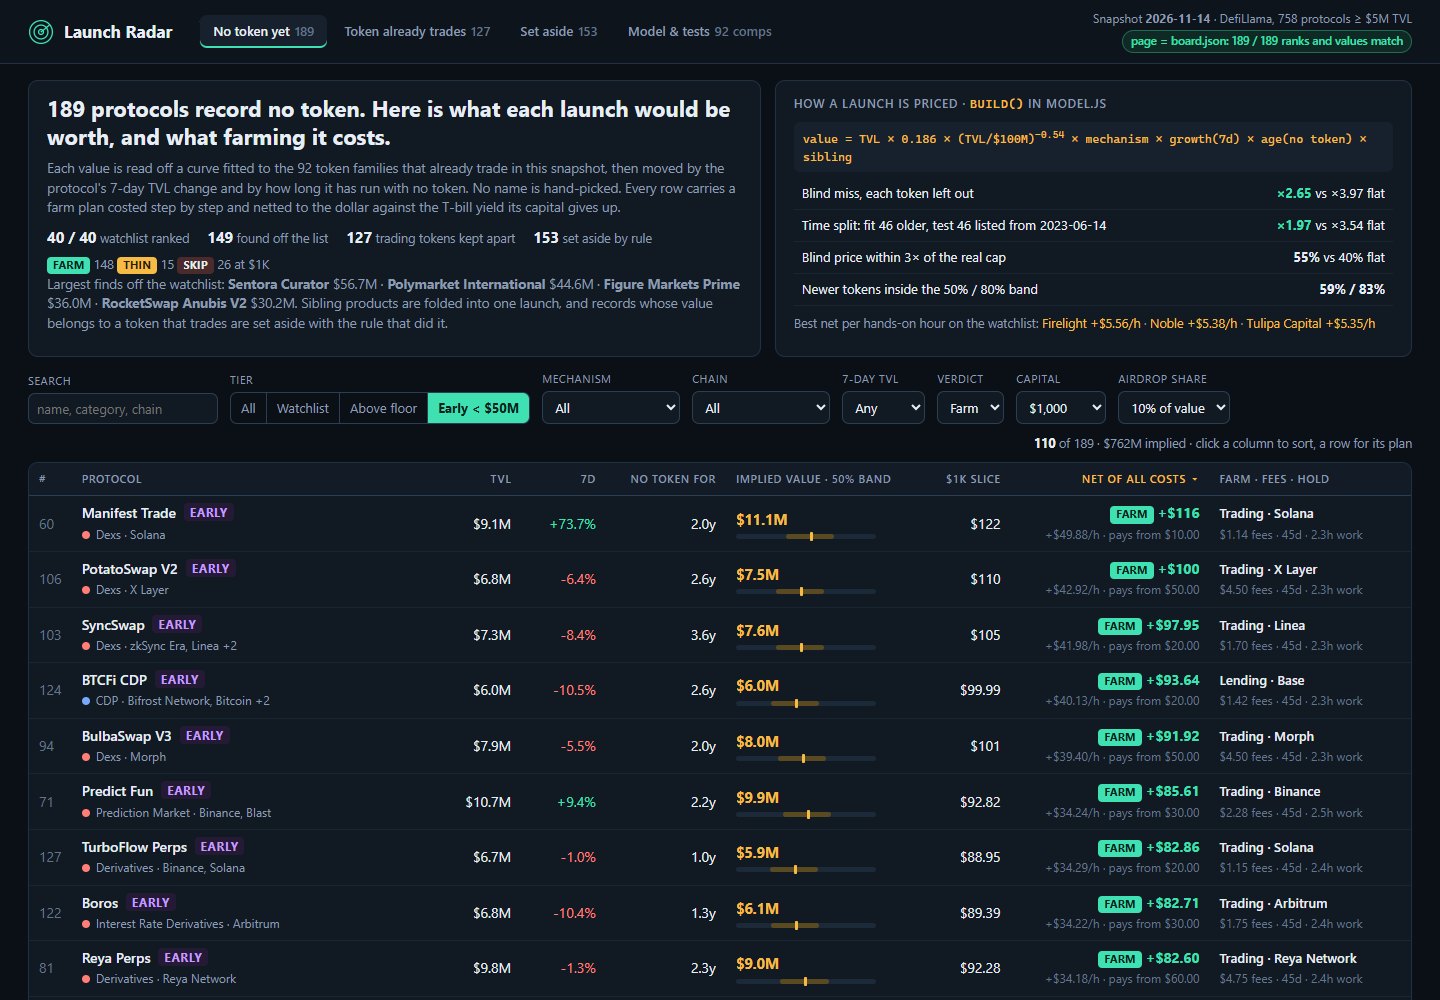 Launch Radar
No token yet 189
Token already trades 127
Set aside 153
Model & tests 92 comps
Snapshot 2026-11-14 · DefiLlama, 758 protocols ≥ $5M TVL
page = board.json: 189 / 189 ranks and values match
189 protocols record no token. Here is what each launch would be
worth, and what farming it costs.
Each value is read off a curve fitted to the 92 token families that already trade in this snapshot, then moved by the
protocol's 7-day TVL change and by how long it has run with no token. No name is hand-picked. Every row carries a
farm plan costed step by step and netted to the dollar against the T-bill yield its capital gives up.
40 / 40 watchlist ranked 149 found off the list 127 trading tokens kept apart 153 set aside by rule
FARM 148 THIN 15 SKIP 26 at $1K
Largest finds off the watchlist: Sentora Curator $56.7M · Polymarket International $44.6M · Figure Markets Prime
$36.0M · RocketSwap Anubis V2 $30.2M. Sibling products are folded into one launch, and records whose value
belongs to a token that trades are set aside with the rule that did it.
HOW A LAUNCH IS PRICED · BUILD() IN MODEL.JS
value = TVL × 0.186 × (TVL/$100M)^−0.54 × mechanism × growth(7d) × age(no token) ×
sibling
Blind miss, each token left out ×2.65 vs ×3.97 flat
Time split: fit 46 older, test 46 listed from 2023-06-14 ×1.97 vs ×3.54 flat
Blind price within 3× of the real cap 55% vs 40% flat
Newer tokens inside the 50% / 80% band 59% / 83%
Best net per hands-on hour on the watchlist: Firelight +$5.56/h · Noble +$5.38/h · Tulipa Capital +$5.35/h
SEARCH
name, category, chain
TIER
All Watchlist Above floor Early < $50M
MECHANISM
All
CHAIN
All
7-DAY TVL
Any
VERDICT
Farm
CAPITAL
$1,000
AIRDROP SHARE
10% of value
110 of 189 · $762M implied · click a column to sort, a row for its plan
# PROTOCOL TVL 7D NO TOKEN FOR IMPLIED VALUE · 50% BAND $1K SLICE NET OF ALL COSTS FARM · FEES · HOLD
60 Manifest Trade EARLY $9.1M +73.7% 2.0y $11.1M $122 FARM +$116 Trading · Solana
Dexs · Solana +$49.88/h · pays from $10.00 $1.14 fees · 45d · 2.3h work
106 PotatoSwap V2 EARLY $6.8M -6.4% 2.6y $7.5M $110 FARM +$100 Trading · X Layer
Dexs · X Layer +$42.92/h · pays from $50.00 $4.50 fees · 45d · 2.3h work
103 SyncSwap EARLY $7.3M -8.4% 3.6y $7.6M $105 FARM +$97.95 Trading · Linea
Dexs · zkSync Era, Linea +2 +$41.98/h · pays from $20.00 $1.70 fees · 45d · 2.3h work
124 BTCFi CDP EARLY $6.0M -10.5% 2.6y $6.0M $99.99 FARM +$93.64 Lending · Base
CDP · Bifrost Network, Bitcoin +2 +$40.13/h · pays from $20.00 $1.42 fees · 45d · 2.3h work
94 BulbaSwap V3 EARLY $7.9M -5.5% 2.0y $8.0M $101 FARM +$91.92 Trading · Morph
Dexs · Morph +$39.40/h · pays from $50.00 $4.50 fees · 45d · 2.3h work
71 Predict Fun EARLY $10.7M +9.4% 2.2y $9.9M $92.82 FARM +$85.61 Trading · Binance
Prediction Market · Binance, Blast +$34.24/h · pays from $30.00 $2.28 fees · 45d · 2.5h work
127 TurboFlow Perps EARLY $6.7M -1.0% 1.0y $5.9M $88.95 FARM +$82.86 Trading · Solana
Derivatives · Binance, Solana +$34.29/h · pays from $20.00 $1.15 fees · 45d · 2.4h work
122 Boros EARLY $6.8M -10.4% 1.3y $6.1M $89.39 FARM +$82.71 Trading · Arbitrum
Interest Rate Derivatives · Arbitrum +$34.22/h · pays from $30.00 $1.75 fees · 45d · 2.4h work
81 Reya Perps EARLY $9.8M -1.3% 2.3y $9.0M $92.28 FARM +$82.60 Trading · Reya Network
Derivatives · Reya Network +$34.18/h · pays from $60.00 $4.75 fees · 45d · 2.4h work